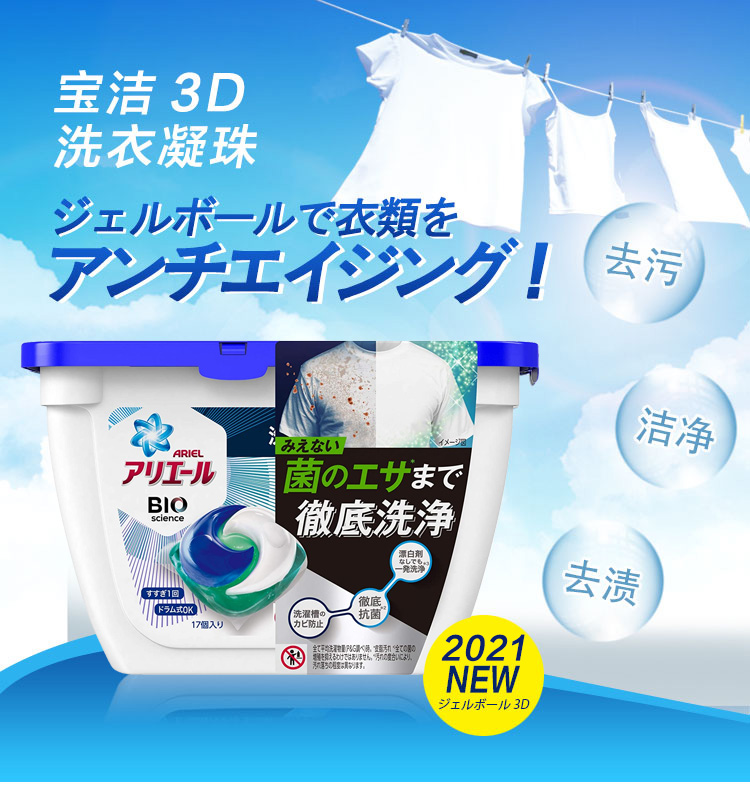 宝洁 3D
洗衣凝珠
ジェルボールで衣類を
アンチエイジング！
去污
洁净
去渍
イメージ図
ARIEL
アリエール
BIO
science
すすぎ1回
ドラム式OK
17個入り
みえない
菌のエサ*まで
徹底洗浄
漂白剤
なしでも*3
一発洗浄
徹底
抗菌*2
洗濯槽の
カビ防止
2021
NEW
ジェルボール 3D